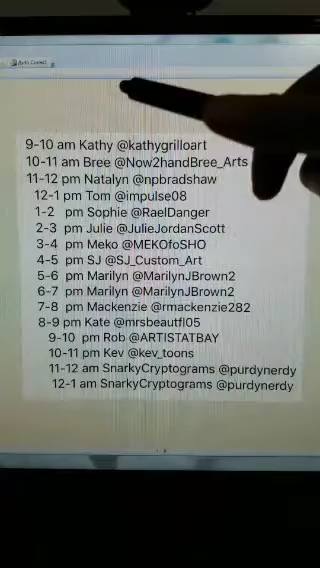 Auto Correct
9-10 am Kathy @kathygrilloart
10-11 am Bree @Now2handBree_Arts
11-12 pm Natalyn @npbradshaw
12-1 pm Tom @impulse08
1-2 pm Sophie @RaelDanger
2-3 pm Julie @JulieJordanScott
3-4 pm Meko @MEKOfoSHO
4-5 pm SJ @SJ_Custom_Art
5-6 pm Marilyn @MarilynJBrown2
6-7 pm Marilyn @MarilynJBrown2
7-8 pm Mackenzie @rmackenzie282
8-9 pm Kate @mrsbeautfl05
9-10 pm Rob @ARTISTATBAY
10-11 pm Kev @kev_toons
11-12 am SnarkyCryptograms @purdynerdy
12-1 am SnarkyCryptograms @purdynerdy